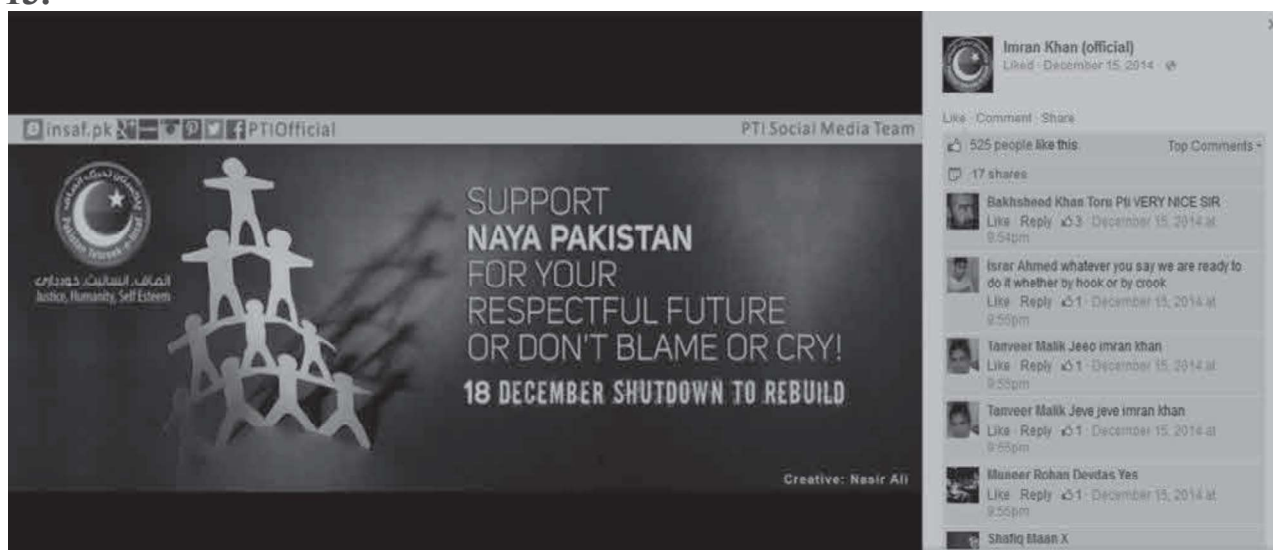 insaf.pk PTIOfficial
PTI Social Media Team
Pakistan Tehreek-e-Insaf
انصاف، انسانیت، خودداری
Justice, Humanity, Self Esteem
SUPPORT
NAYA PAKISTAN
FOR YOUR
RESPECTFUL FUTURE
OR DON'T BLAME OR CRY!
18 DECEMBER SHUTDOWN TO REBUILD
Creative: Nasir Ali
Imran Khan (official)
Liked · December 15, 2014 ·
Like · Comment · Share
525 people like this.
Top Comments
17 shares
Bakhsheed Khan Toru Pti VERY NICE SIR
Like · Reply · 3 · December 15, 2014 at
9:54pm
Israr Ahmed whatever you say we are ready to
do it whether by hook or by crook
Like · Reply · 1 · December 15, 2014 at
9:55pm
Tanveer Malik Jeeo imran khan
Like · Reply · 1 · December 15, 2014 at
9:55pm
Tanveer Malik Jeve jeve imran khan
Like · Reply · 1 · December 15, 2014 at
9:55pm
Muneer Rohan Devdas Yes
Like · Reply · 1 · December 15, 2014 at
9:55pm
Shafiq Maan X